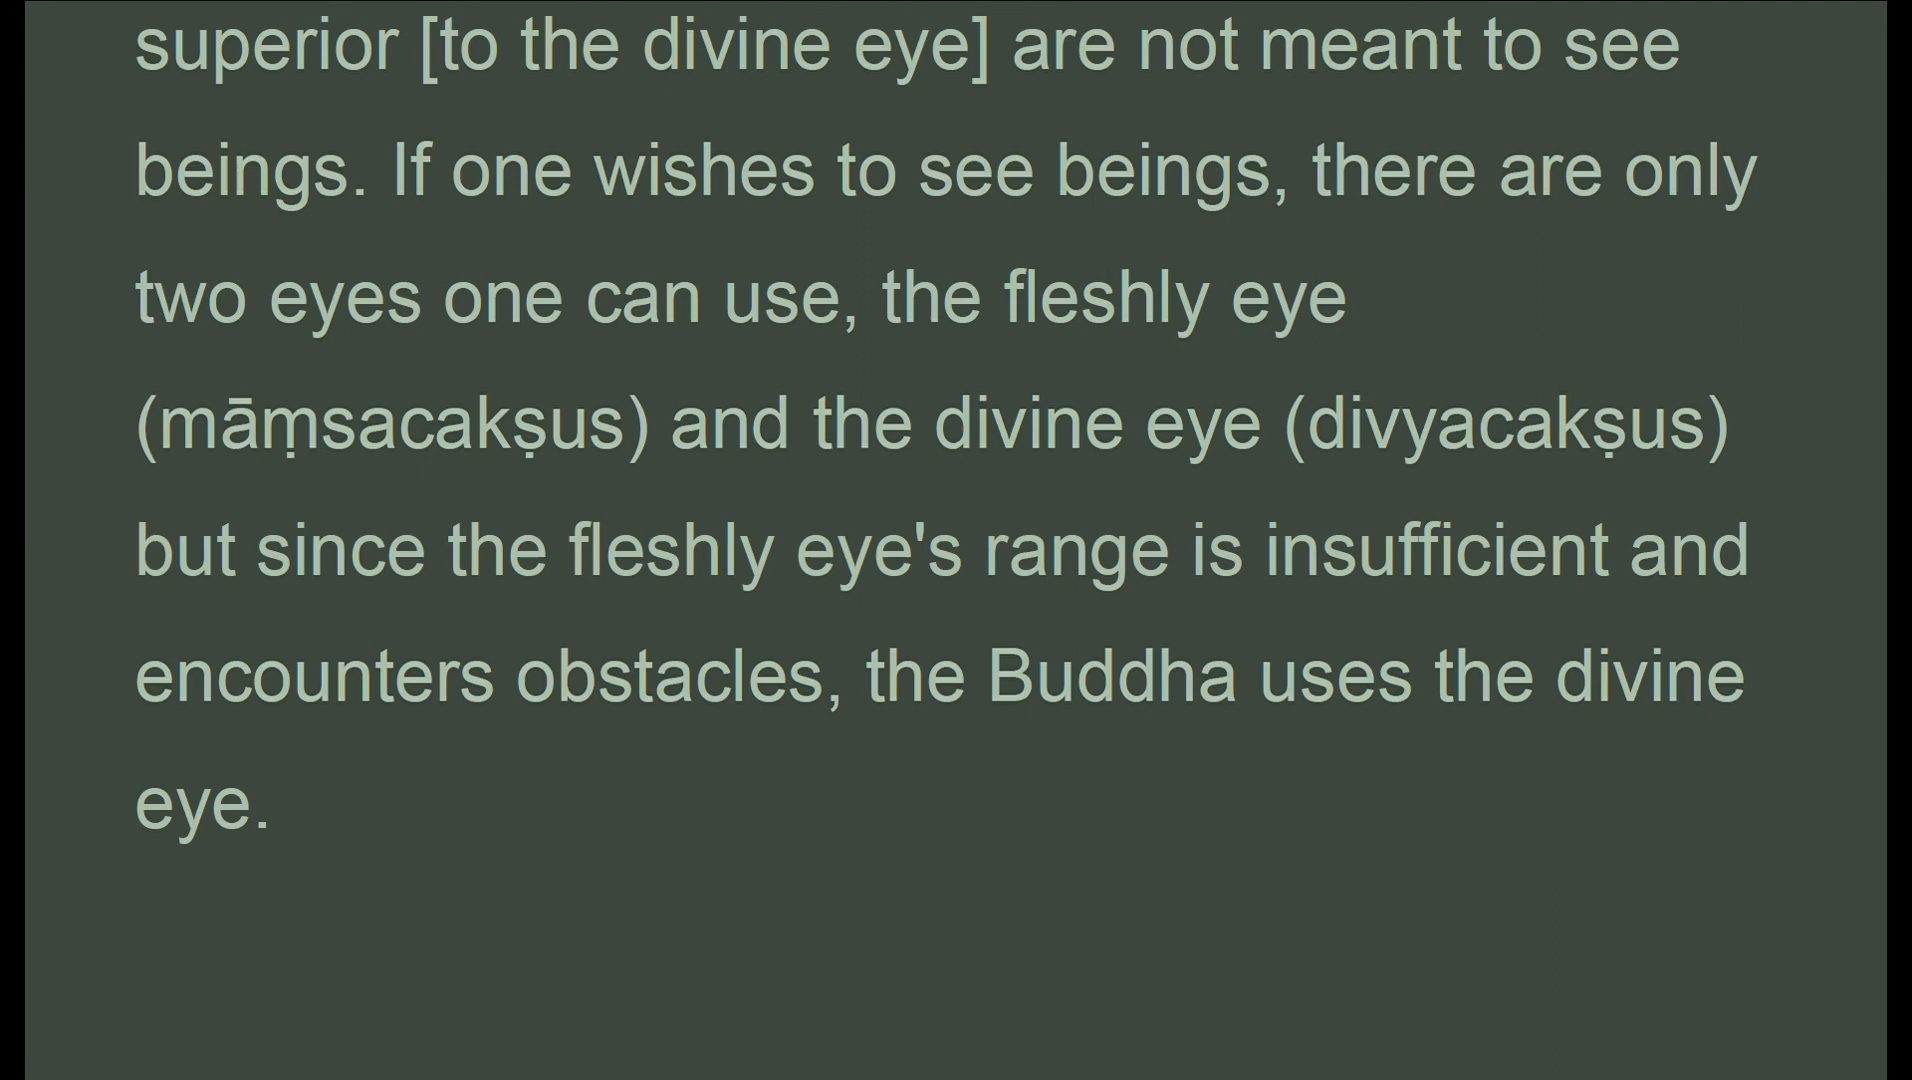 superior [to the divine eye] are not meant to see
beings. If one wishes to see beings, there are only
two eyes one can use, the fleshly eye
(māṃsacakṣus) and the divine eye (divyacakṣus)
but since the fleshly eye's range is insufficient and
encounters obstacles, the Buddha uses the divine
eye.